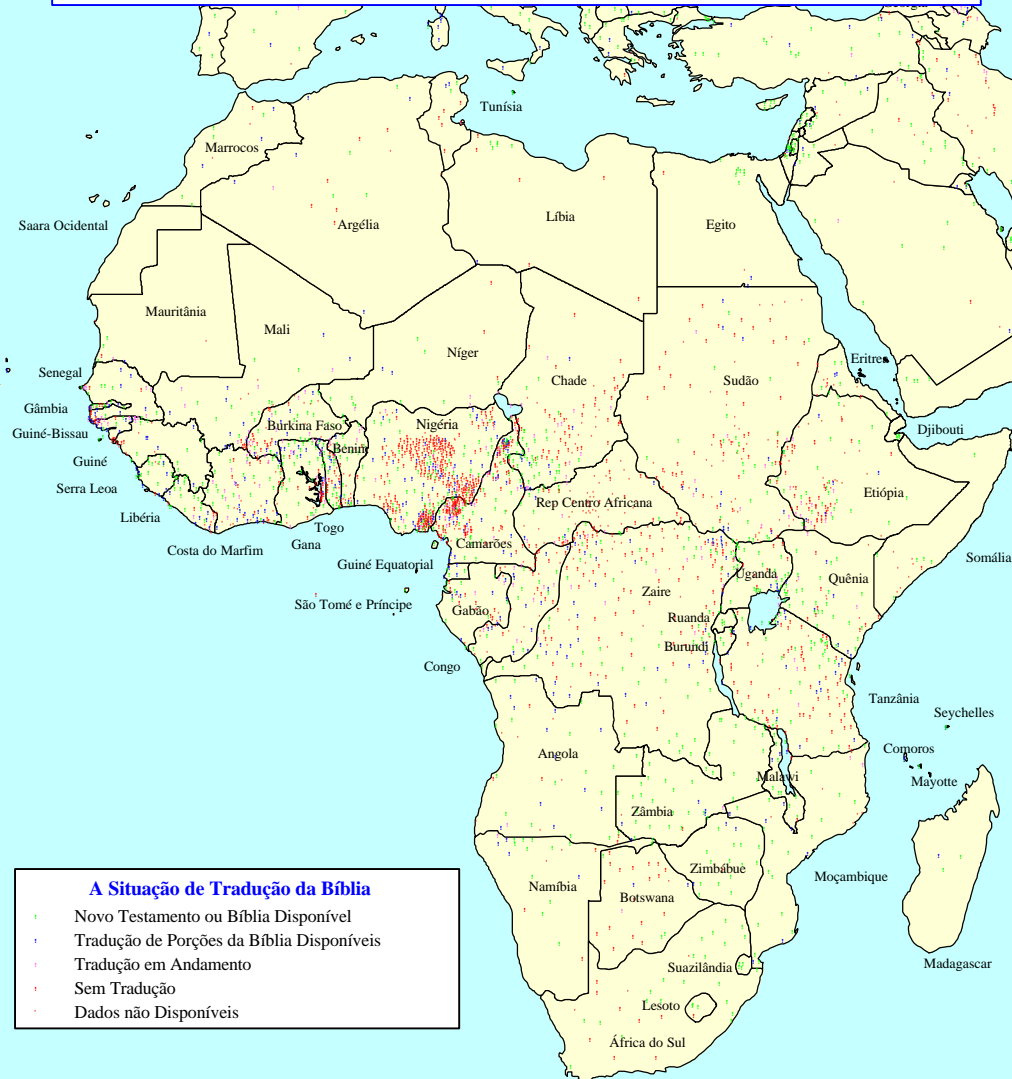 Tunísia
Marrocos
Argélia
Líbia
Egito
Saara Ocidental
Mauritânia
Mali
Níger
Chade
Sudão
Eritrea
Senegal
Gâmbia
Guiné-Bissau
Guiné
Serra Leoa
Libéria
Costa do Marfim
Burkina Faso
Benim
Nigéria
Togo
Gana
Djibouti
Etiópia
Somália
Rep Centro Africana
Camarões
Guiné Equatorial
São Tomé e Príncipe
Gabão
Congo
Zaire
Uganda
Quênia
Ruanda
Burundi
Tanzânia
Seychelles
Comoros
Mayotte
Angola
Malawi
Zâmbia
Moçambique
Zimbábue
Namíbia
Botswana
Madagascar
Suazilândia
Lesoto
África do Sul
A Situação de Tradução da Bíblia
Novo Testamento ou Bíblia Disponível
Tradução de Porções da Bíblia Disponíveis
Tradução em Andamento
Sem Tradução
Dados não Disponíveis